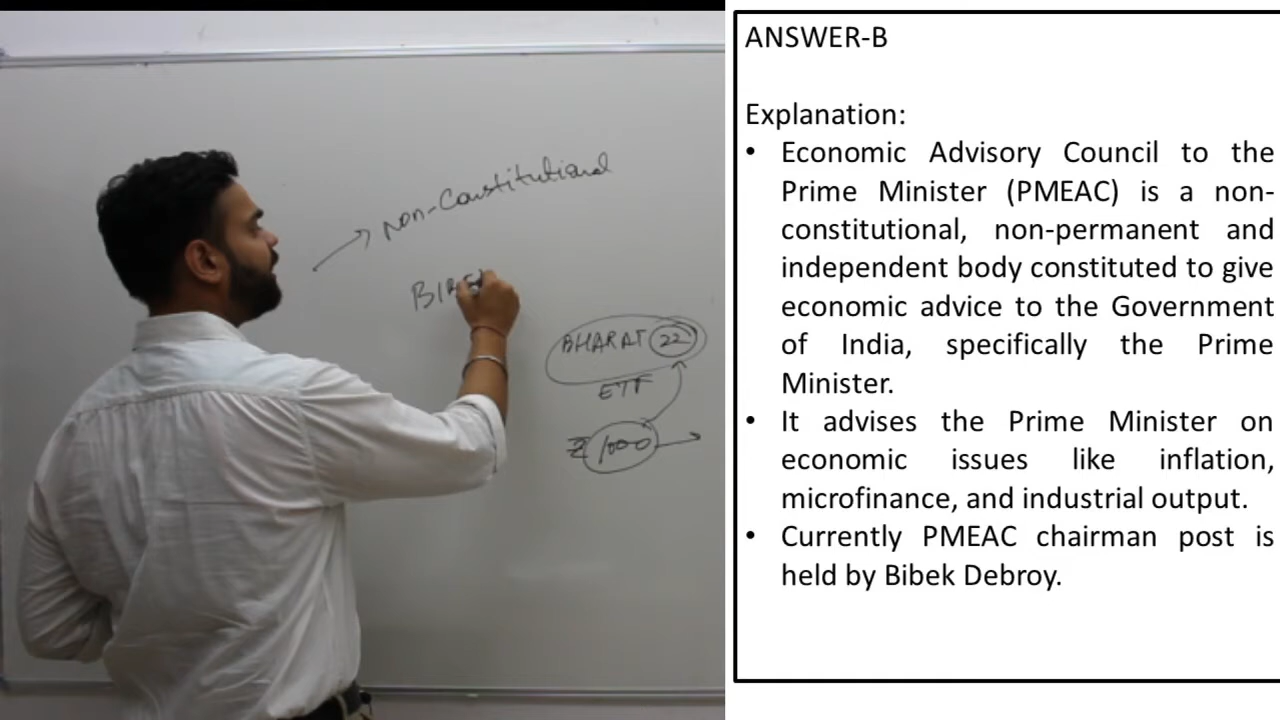 Non-Constitutional
BHARAT 22
ETF
₹ 1000
ANSWER-B
Explanation:
• Economic Advisory Council to the
Prime Minister (PMEAC) is a non-
constitutional, non-permanent and
independent body constituted to give
economic advice to the Government
of India, specifically the Prime
Minister.
• It advises the Prime Minister on
economic issues like inflation,
microfinance, and industrial output.
• Currently PMEAC chairman post is
held by Bibek Debroy.